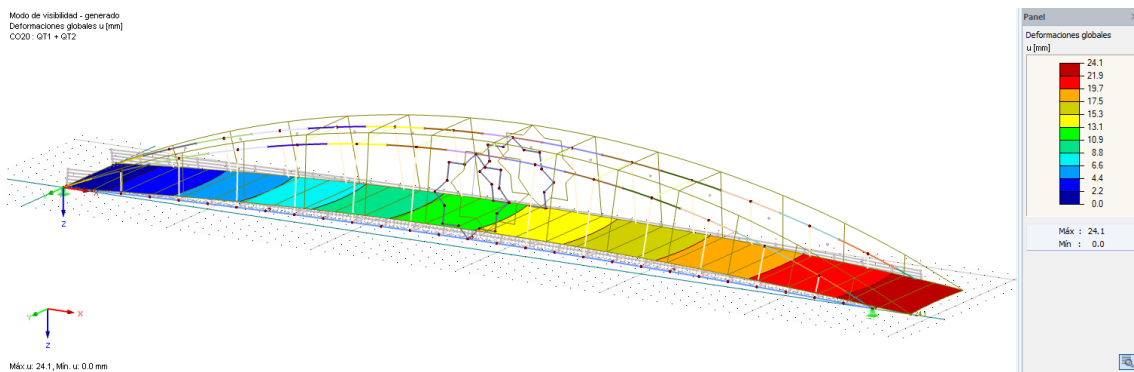 Modo de visibilidad - generado
Deformaciones globales u [mm]
CO20 : QT1 + QT2
Z
X
Y
Z
24.1
Máx.u: 24.1, Mín. u: 0.0 mm
Panel
Deformaciones globales
u [mm]
24.1
21.9
19.7
17.5
15.3
13.1
10.9
8.8
6.6
4.4
2.2
0.0
Máx : 24.1
Mín : 0.0